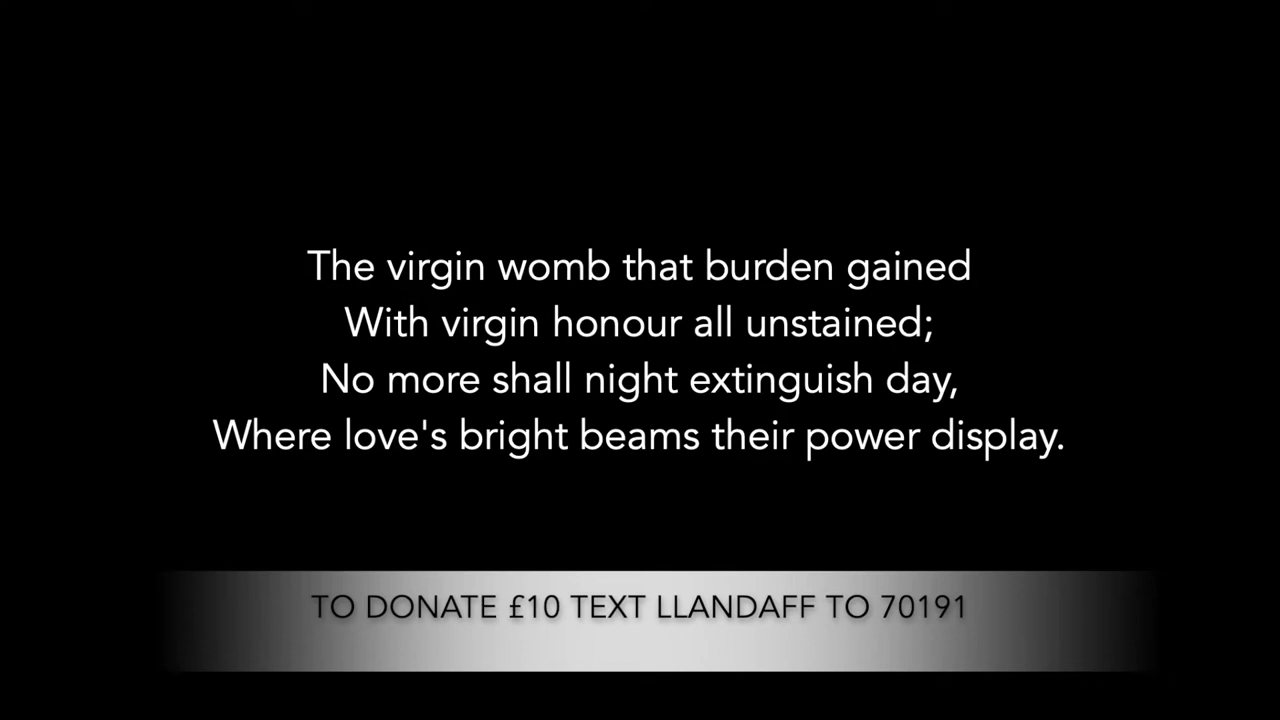 The virgin womb that burden gained
With virgin honour all unstained;
No more shall night extinguish day,
Where love's bright beams their power display.
TO DONATE £10 TEXT LLANDAFF TO 70191